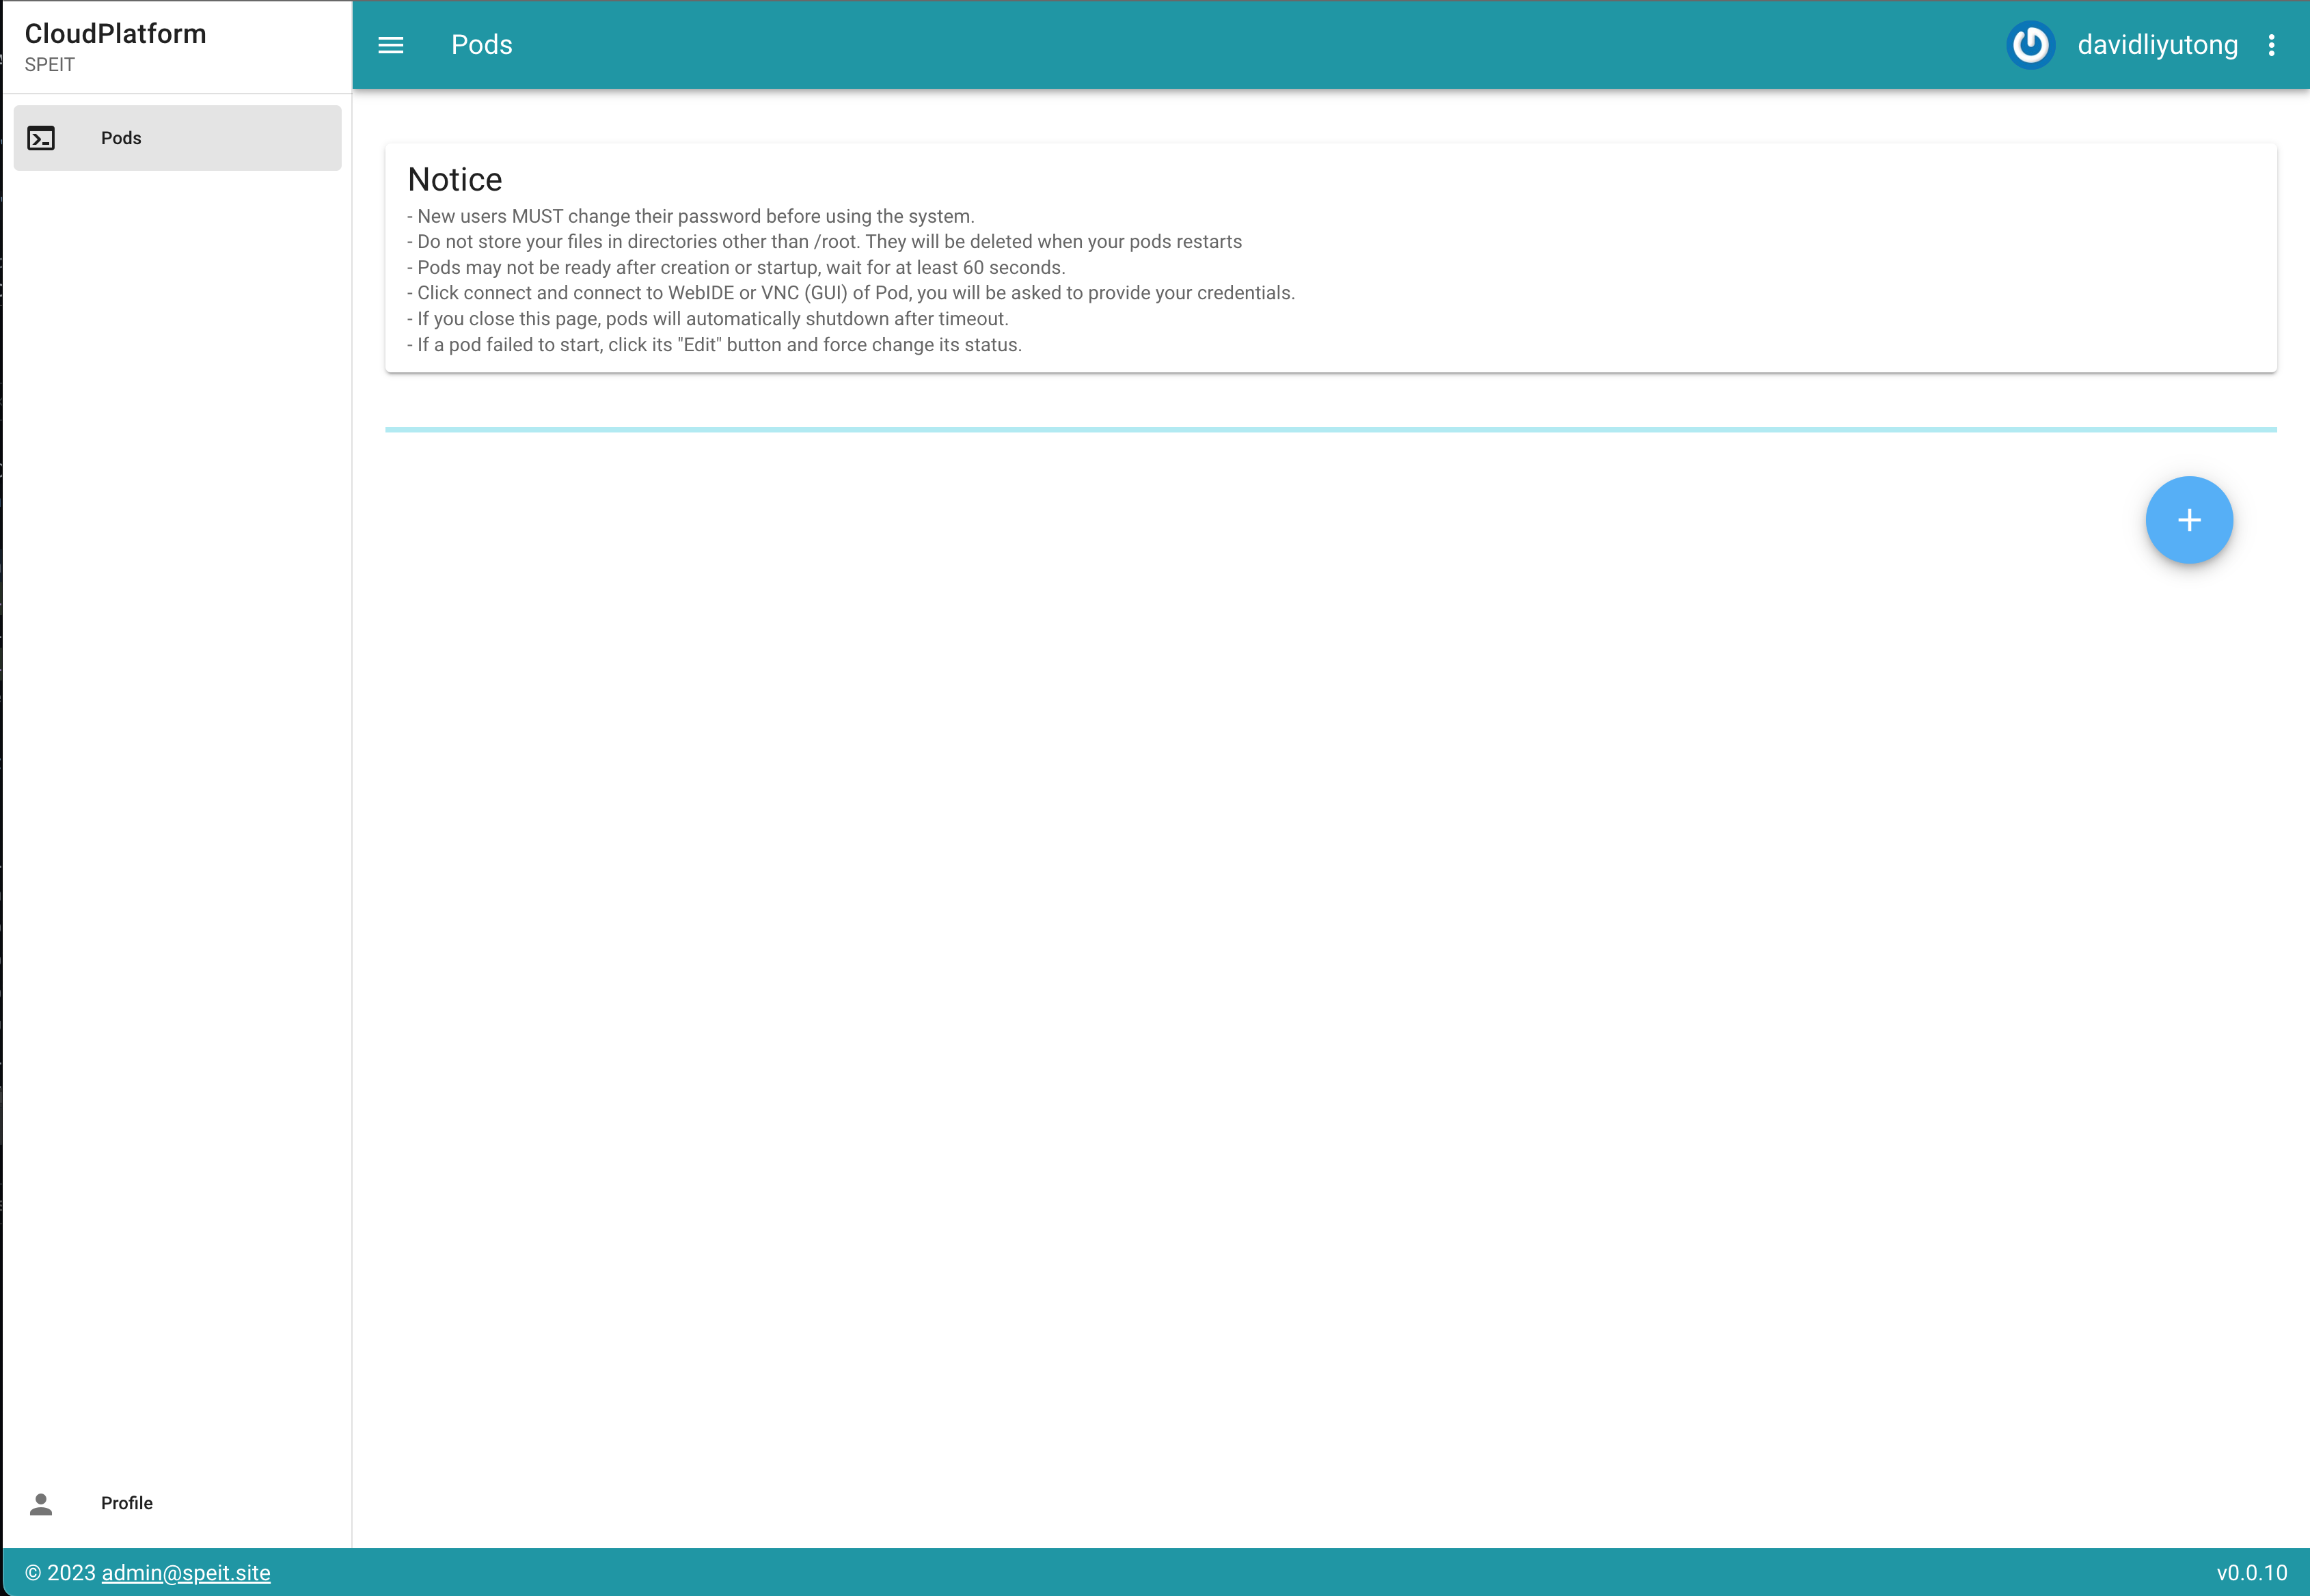 CloudPlatform
SPEIT
Pods
davidliyutong
Pods
Notice
- New users MUST change their password before using the system.
- Do not store your files in directories other than /root. They will be deleted when your pods restarts
- Pods may not be ready after creation or startup, wait for at least 60 seconds.
- Click connect and connect to WebIDE or VNC (GUI) of Pod, you will be asked to provide your credentials.
- If you close this page, pods will automatically shutdown after timeout.
- If a pod failed to start, click its "Edit" button and force change its status.
Profile
© 2023 admin@speit.site
v0.0.10